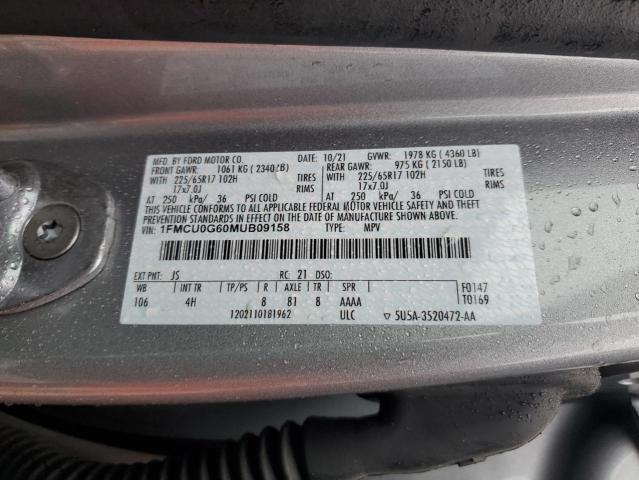 MFD. BY FORD MOTOR CO. 10/21 GVWR: 1978 KG ( 4360 LB)
FRONT GAWR: 1061 KG ( 2340 LB) REAR GAWR: 975 KG ( 2150 LB)
WITH 225/65R17 102H TIRES WITH 225/65R17 102H TIRES
17x7.0J RIMS 17x7.0J RIMS
AT 250 kPa/ 36 PSI COLD AT 250 kPa/ 36 PSI COLD
THIS VEHICLE CONFORMS TO ALL APPLICABLE FEDERAL MOTOR VEHICLE SAFETY AND THEFT
PREVENTION STANDARDS IN EFFECT ON THE DATE OF MANUFACTURE SHOWN ABOVE.
VIN: 1FMCU0G60MUB09158 TYPE: MPV
EXT PNT: JS RC: 21 DSO:
WB INT TR TP/PS R AXLE TR SPR F0147
106 4H 8 81 8 AAAA T0169
1202110181962 ULC ▽ 5U5A-3520472-AA